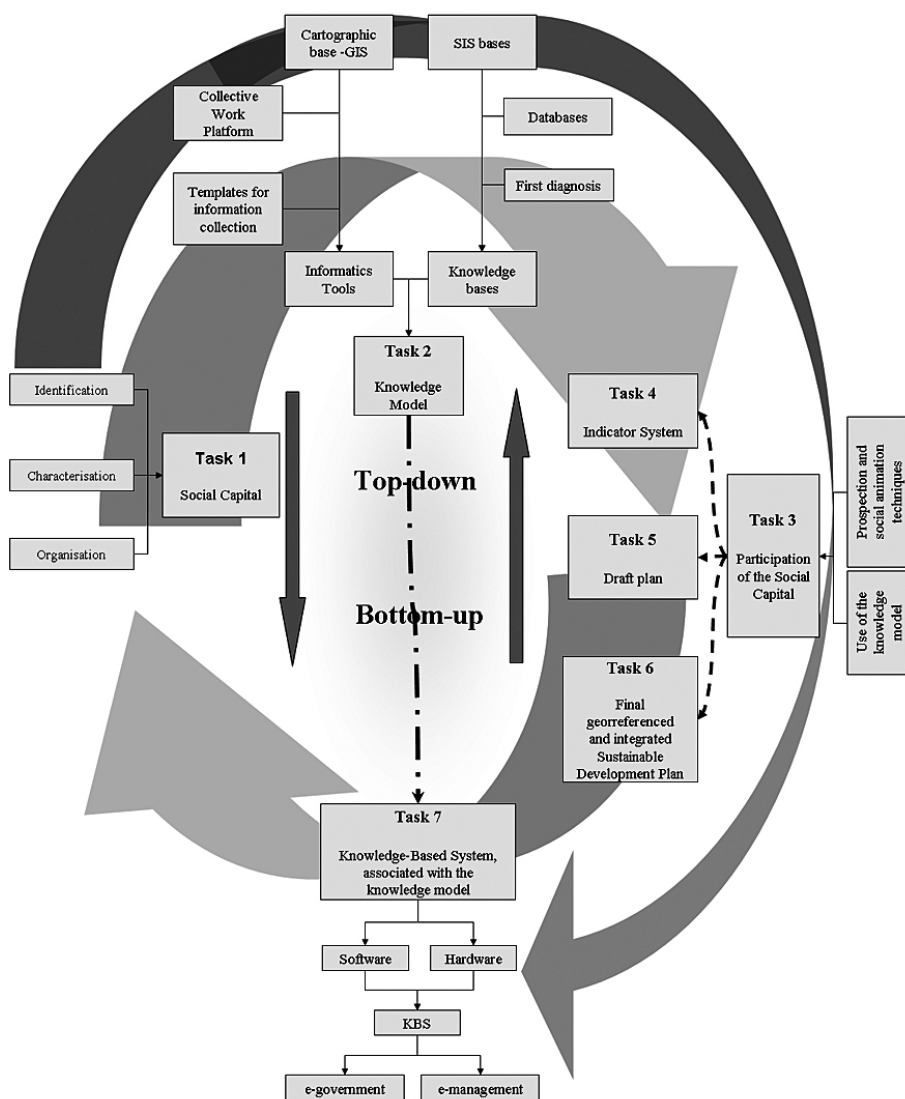 Cartographic
base -GIS
SIS bases
Collective
Work
Platform
Databases
Templates for
information
collection
First diagnosis
Informatics
Tools
Knowledge
bases
Task 2
Knowledge
Model
Identification
Characterisation
Organisation
Task 1
Social Capital
Top-down
Bottom-up
Task 4
Indicator System
Task 5
Draft plan
Task 6
Final
georreferenced
and integrated
Sustainable
Development Plan
Task 3
Participation
of the Social
Capital
Prospection and
social animation
techniques
Use of the
knowledge
model
Task 7
Knowledge-Based System,
associated with the
knowledge model
Software
Hardware
KBS
e-government
e-management